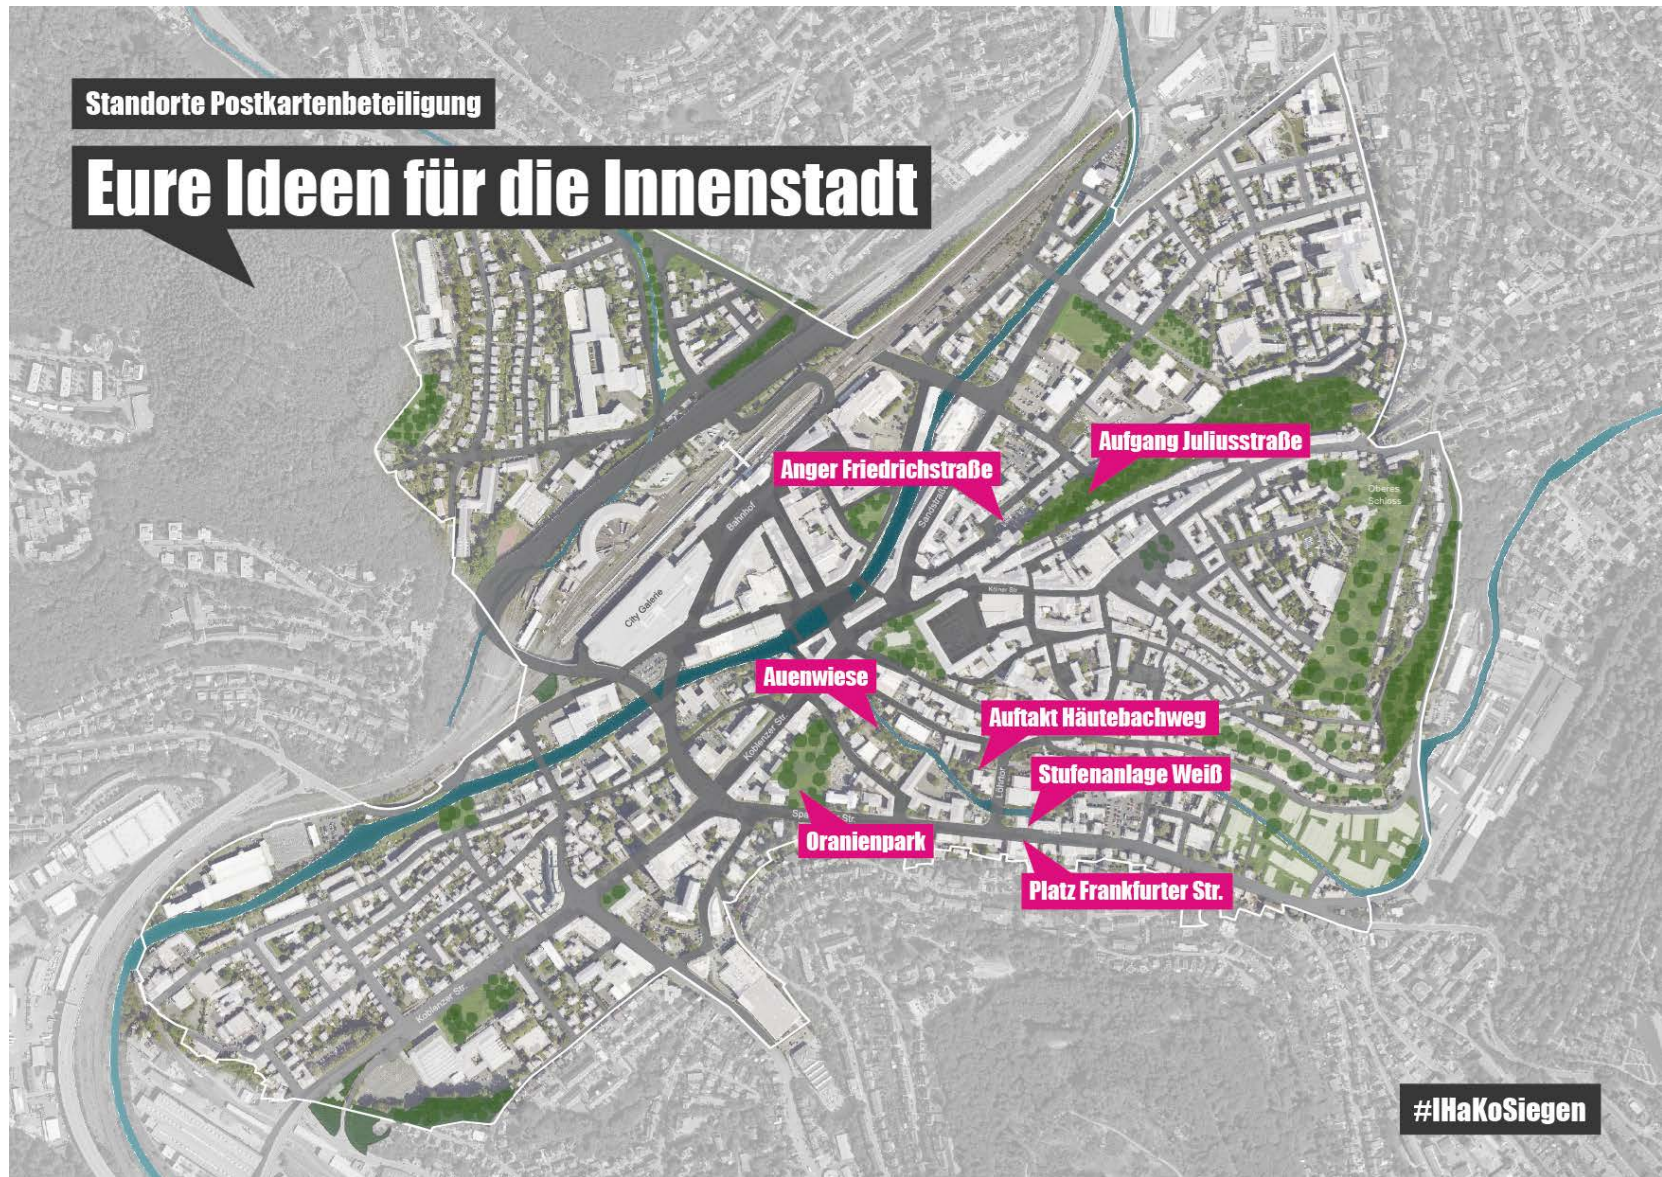 Standorte Postkartenbeteiligung
Eure Ideen für die Innenstadt
Aufgang Juliusstraße
Anger Friedrichstraße
Oberes
Schloss
Bahnhof
City Galerie
Kölner Str.
Auenwiese
Auftakt Häutebachweg
Koblenzer Str.
Löhrtor
Stufenanlage Weiß
Str.
Oranienpark
Platz Frankfurter Str.
Koblenzer Str.
#IHaKoSiegen